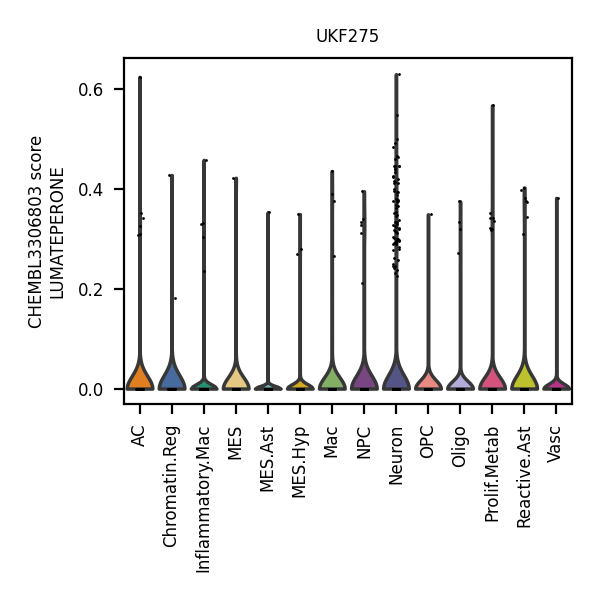 UKF275
CHEMBL3306803 score
LUMATEPERONE
0.6
0.4
0.2
0.0
AC
Chromatin.Reg
Inflammatory.Mac
MES
MES.Ast
MES.Hyp
Mac
NPC
Neuron
OPC
Oligo
Prolif.Metab
Reactive.Ast
Vasc